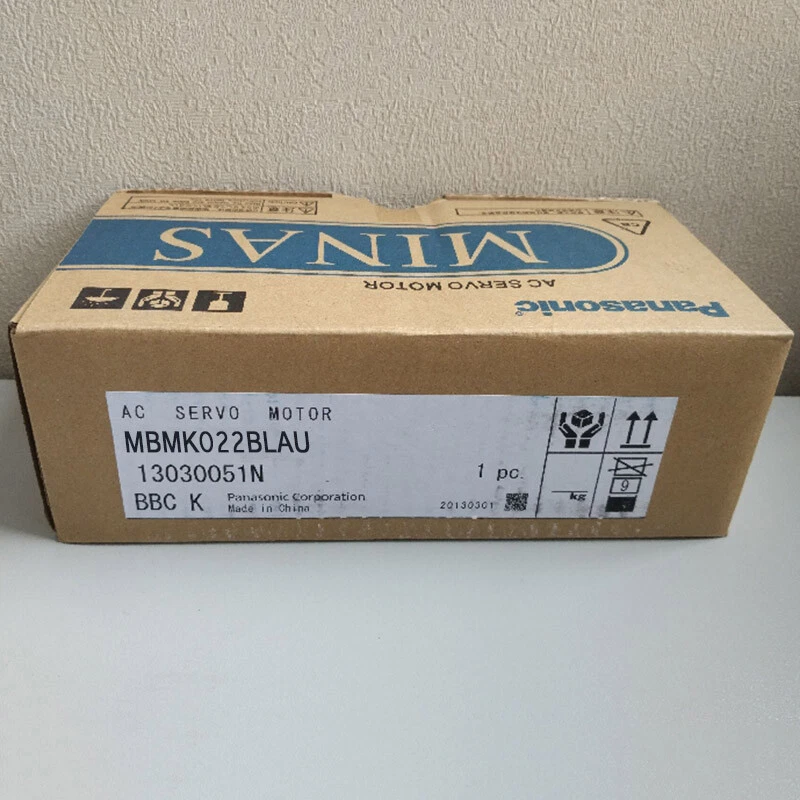 MINAS
AC SERVO MOTOR
Panasonic
AC SERVO MOTOR
MBMK022BLAU
13030051N
1 pc.
BBC K
Panasonic Corporation
Made in China
20130301
kg
9